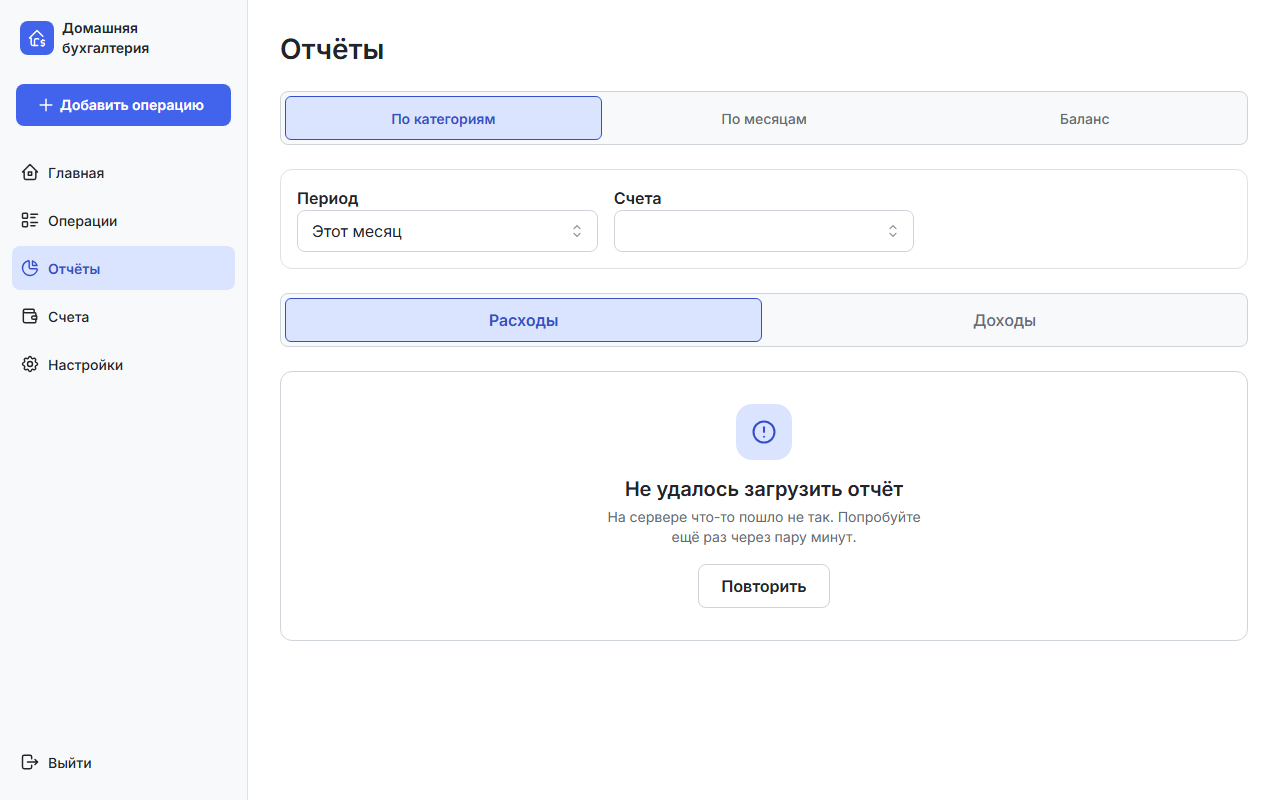 Домашняя
бухгалтерия
Добавить операцию
Главная
Операции
Отчёты
Счета
Настройки
Выйти
Отчёты
По категориям
По месяцам
Баланс
Период
Счета
Этот месяц
Расходы
Доходы
Не удалось загрузить отчёт
На сервере что-то пошло не так. Попробуйте
ещё раз через пару минут.
Повторить